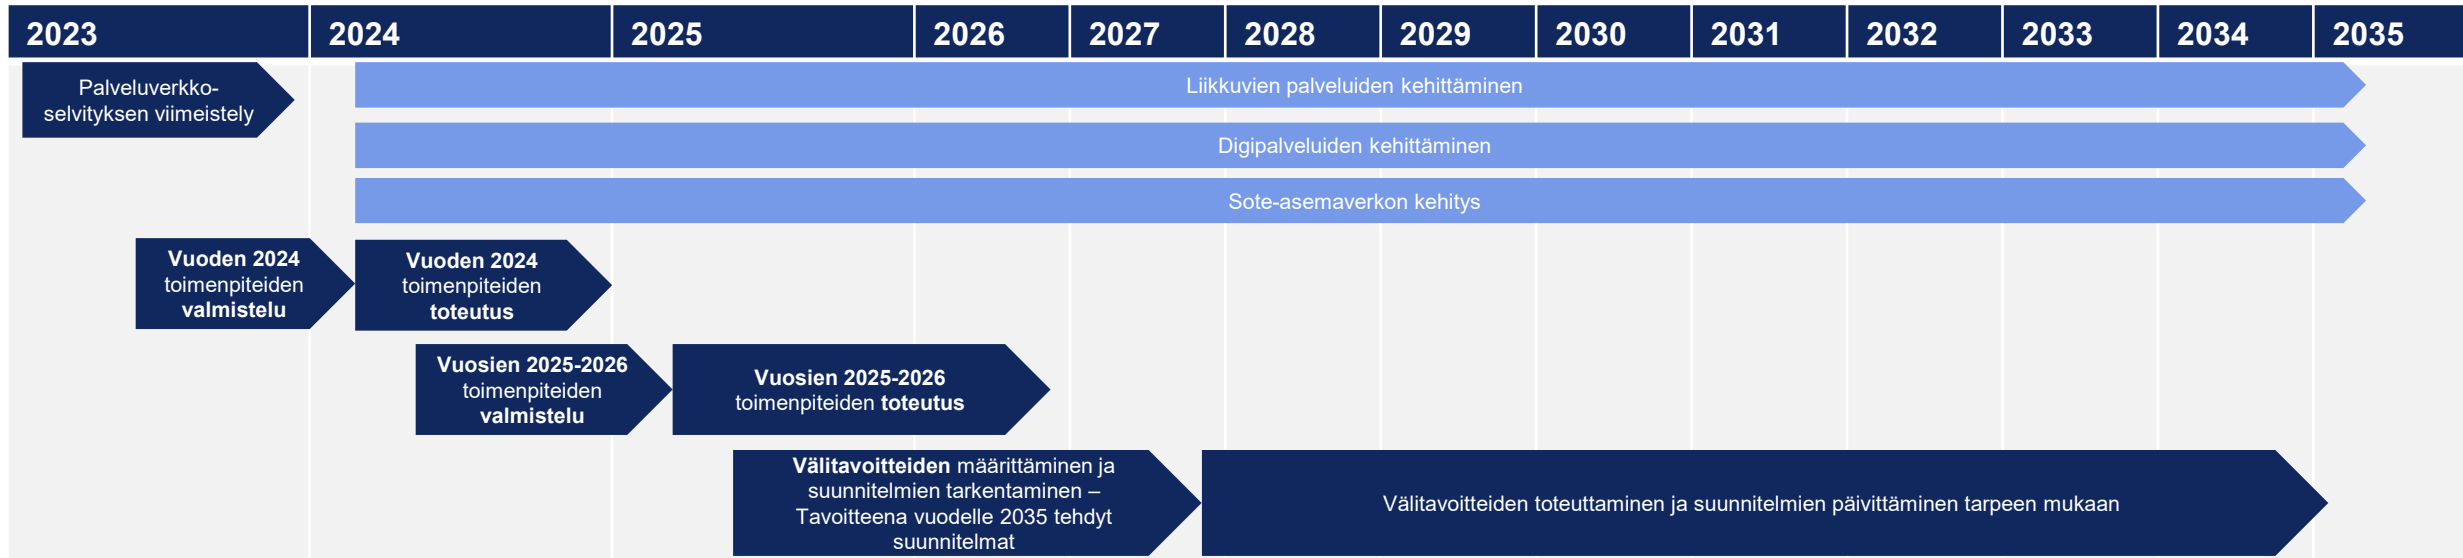 2023 2024 2025 2026 2027 2028 2029 2030 2031 2032 2033 2034 2035
Palveluverkko-
selvityksen viimeistely
Liikkuvien palveluiden kehittäminen
Digipalveluiden kehittäminen
Sote-asemaverkon kehitys
Vuoden 2024
toimenpiteiden
valmistelu
Vuoden 2024
toimenpiteiden
toteutus
Vuosien 2025-2026
toimenpiteiden
valmistelu
Vuosien 2025-2026
toimenpiteiden toteutus
Välitavoitteiden määrittäminen ja
suunnitelmien tarkentaminen –
Tavoitteena vuodelle 2035 tehdyt
suunnitelmat
Välitavoitteiden toteuttaminen ja suunnitelmien päivittäminen tarpeen mukaan